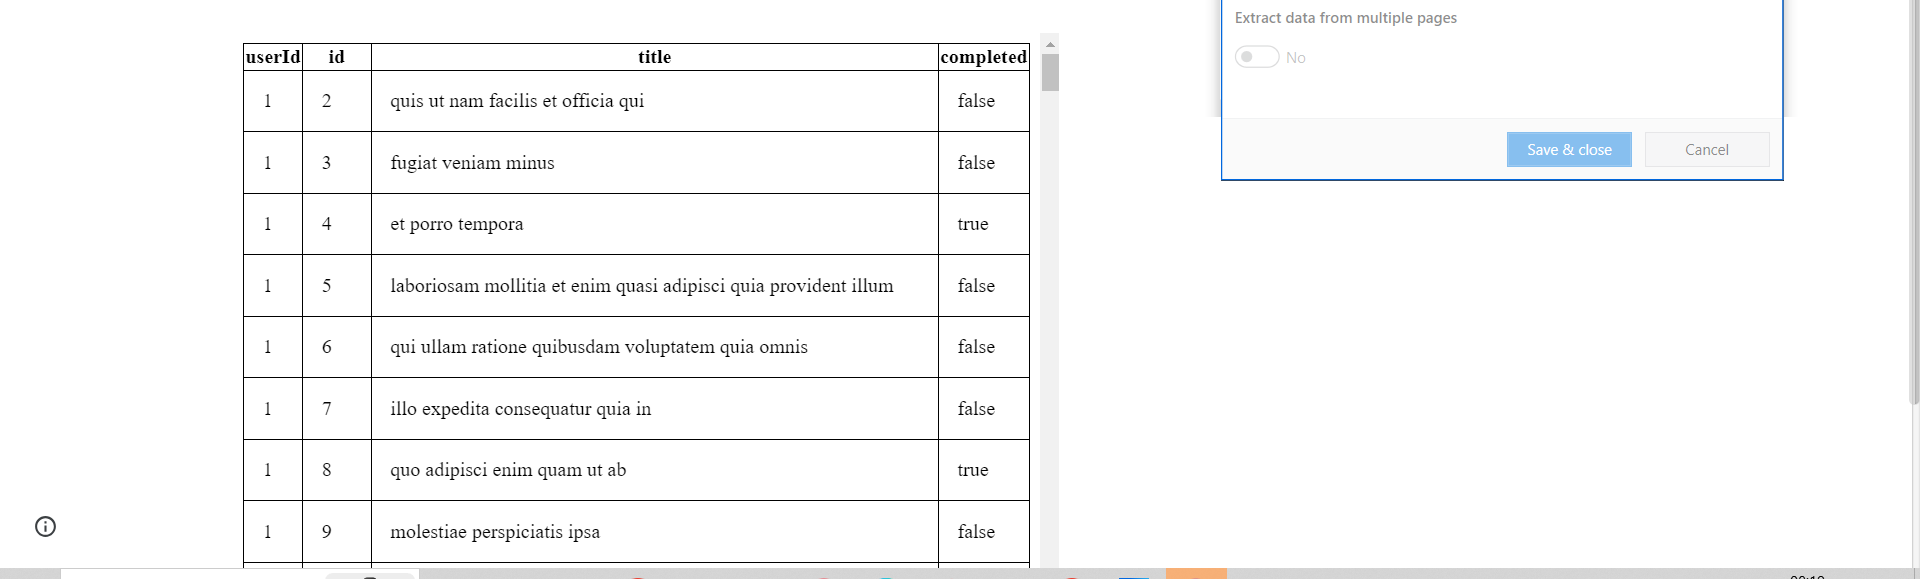 Extract data from multiple pages
No
Save & close Cancel
userId id title completed
1 2 quis ut nam facilis et officia qui false
1 3 fugiat veniam minus false
1 4 et porro tempora true
1 5 laboriosam mollitia et enim quasi adipisci quia provident illum false
1 6 qui ullam ratione quibusdam voluptatem quia omnis false
1 7 illo expedita consequatur quia in false
1 8 quo adipisci enim quam ut ab true
1 9 molestiae perspiciatis ipsa false